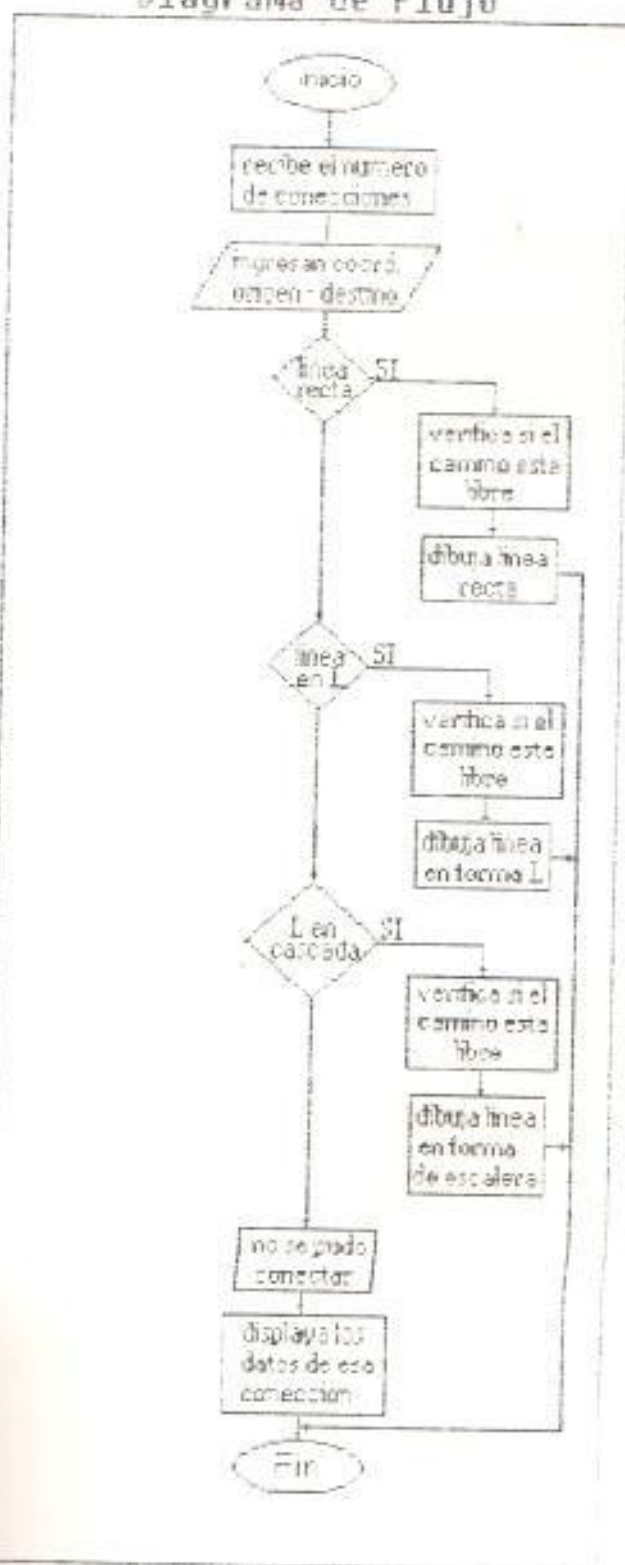 Diagrama de Flujo
inicio
recibe el numero
de conecciones
ingresan coord.
origen - destino
linea
recta
SI
verifica si el
camino esta
libre
dibuja linea
recta
linea
en L
SI
verifica si el
camino esta
libre
dibuja linea
en forma L
L en
cascada
SI
verifica si el
camino esta
libre
dibuja linea
en forma
de escalera
no se pudo
conectar
displaya los
datos de esa
coneccion
Fin